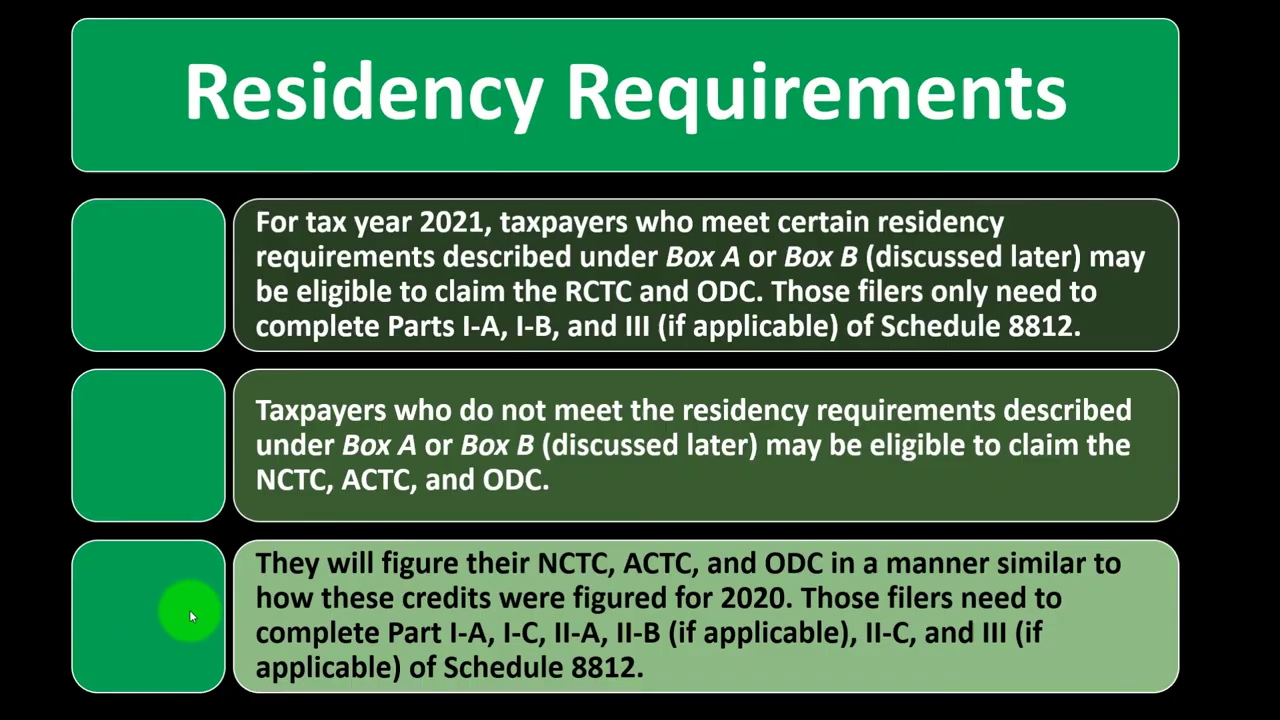 Residency Requirements
For tax year 2021, taxpayers who meet certain residency
requirements described under Box A or Box B (discussed later) may
be eligible to claim the RCTC and ODC. Those filers only need to
complete Parts I-A, I-B, and III (if applicable) of Schedule 8812.
Taxpayers who do not meet the residency requirements described
under Box A or Box B (discussed later) may be eligible to claim the
NCTC, ACTC, and ODC.
They will figure their NCTC, ACTC, and ODC in a manner similar to
how these credits were figured for 2020. Those filers need to
complete Part I-A, I-C, II-A, II-B (if applicable), II-C, and III (if
applicable) of Schedule 8812.